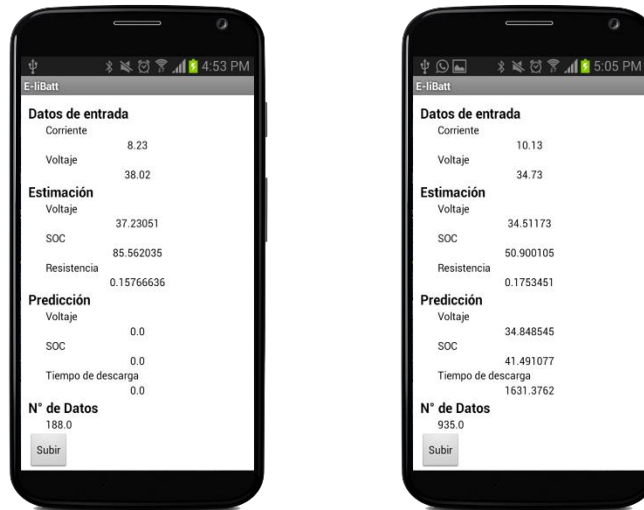 4:53 PM
E-liBatt
Datos de entrada
Corriente
8.23
Voltaje
38.02
Estimación
Voltaje
37.23051
SOC
85.562035
Resistencia
0.15766636
Predicción
Voltaje
0.0
SOC
0.0
Tiempo de descarga
0.0
N° de Datos
188.0
Subir
5:05 PM
E-liBatt
Datos de entrada
Corriente
10.13
Voltaje
34.73
Estimación
Voltaje
34.51173
SOC
50.900105
Resistencia
0.1753451
Predicción
Voltaje
34.848545
SOC
41.491077
Tiempo de descarga
1631.3762
N° de Datos
935.0
Subir